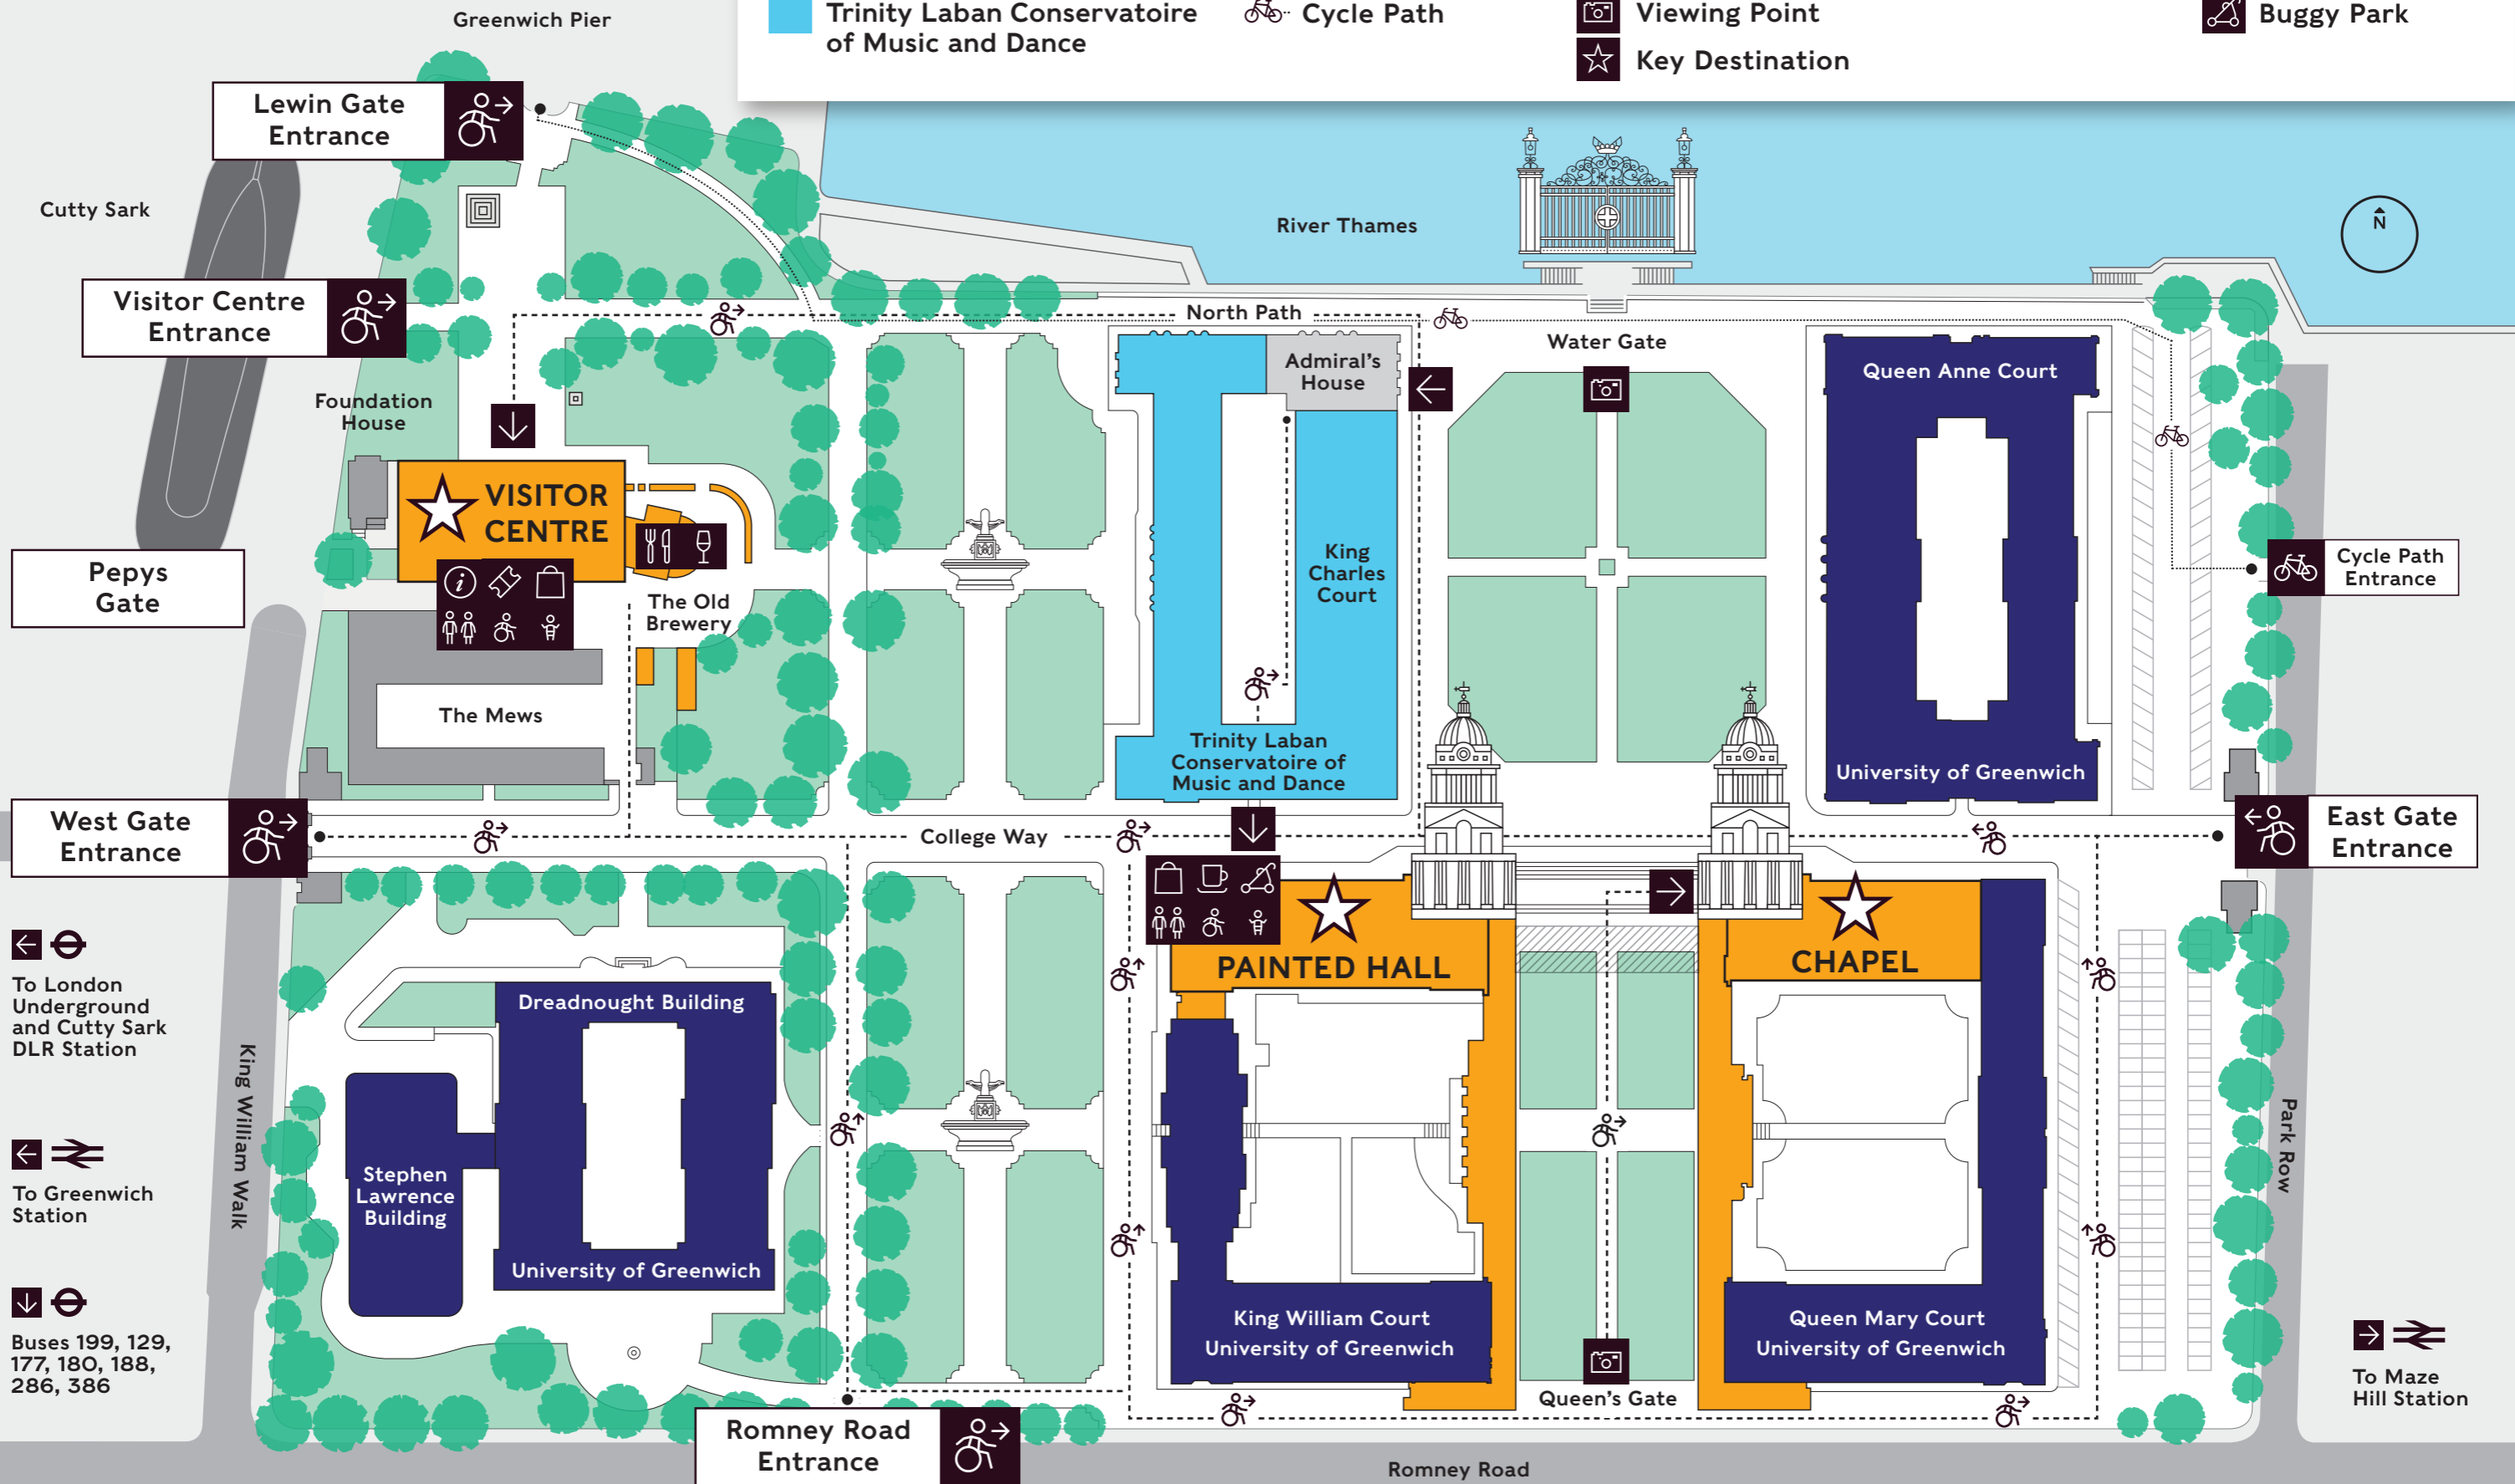 Greenwich Pier
Trinity Laban Conservatoire
of Music and Dance
Cycle Path
Viewing Point
Key Destination
Buggy Park
Lewin Gate
Entrance
Cutty Sark
River Thames
N
Visitor Centre
Entrance
North Path
Water Gate
Admiral's
House
Queen Anne Court
Foundation
House
VISITOR
CENTRE
Pepys
Gate
King
Charles
Court
Cycle Path
Entrance
The Old
Brewery
The Mews
Trinity Laban
Conservatoire of
Music and Dance
University of Greenwich
West Gate
Entrance
College Way
East Gate
Entrance
PAINTED HALL
CHAPEL
To London
Underground
and Cutty Sark
DLR Station
Dreadnought Building
King William Walk
Park Row
To Greenwich
Station
Stephen
Lawrence
Building
University of Greenwich
Buses 199, 129,
177, 180, 188,
286, 386
King William Court
University of Greenwich
Queen Mary Court
University of Greenwich
Queen's Gate
To Maze
Hill Station
Romney Road
Entrance
Romney Road